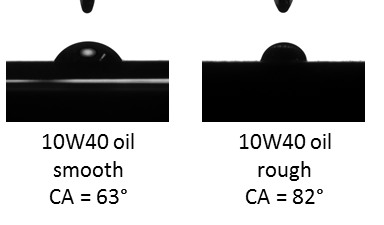 10W40 oil
smooth
CA = 63°
10W40 oil
rough
CA = 82°